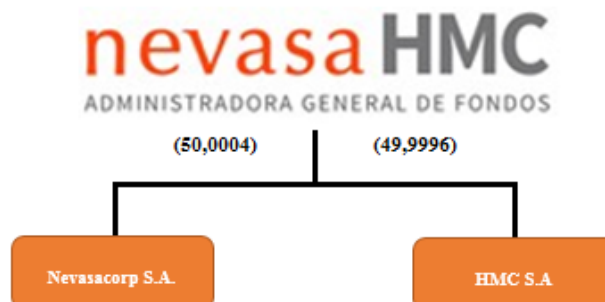 nevasa HMC
ADMINISTRADORA GENERAL DE FONDOS
(50,0004) (49,9996)
Nevasacorp S.A. HMC S.A